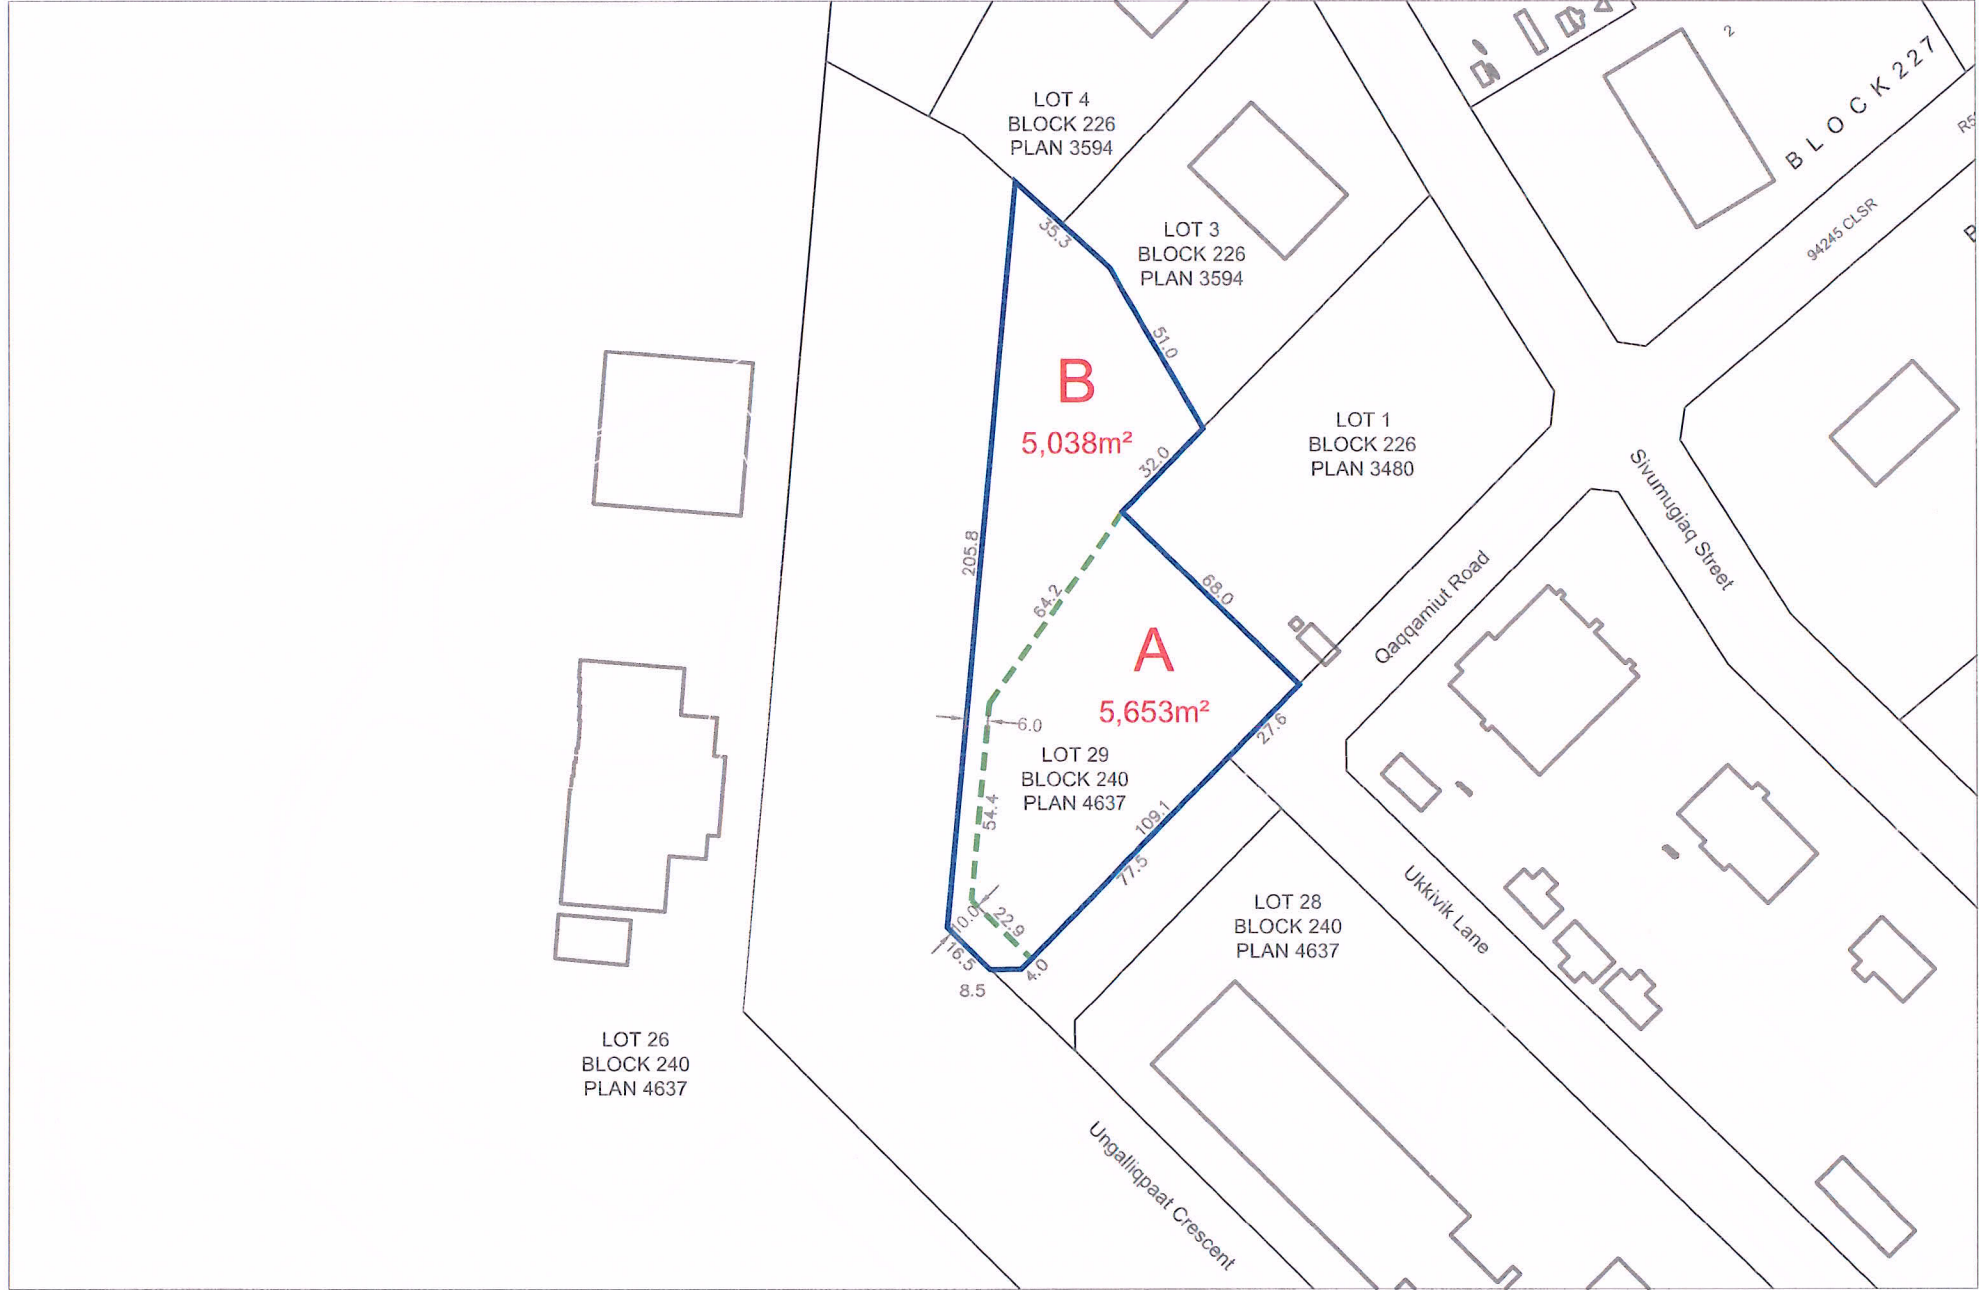 2
BLOCK 227
R5
LOT 4
BLOCK 226
PLAN 3594
94245 CLSR
35.3
LOT 3
BLOCK 226
PLAN 3594
51.0
B
5,038m²
32.0
LOT 1
BLOCK 226
PLAN 3480
Sivumugiaq Street
205.8
64.2
68.0
Qaqqamiut Road
A
5,653m²
6.0
27.6
LOT 29
BLOCK 240
PLAN 4637
54.4
109.1
77.5
Ukkivik Lane
10.0
22.9
16.5
4.0
8.5
LOT 28
BLOCK 240
PLAN 4637
LOT 26
BLOCK 240
PLAN 4637
Ungalliqpaat Crescent